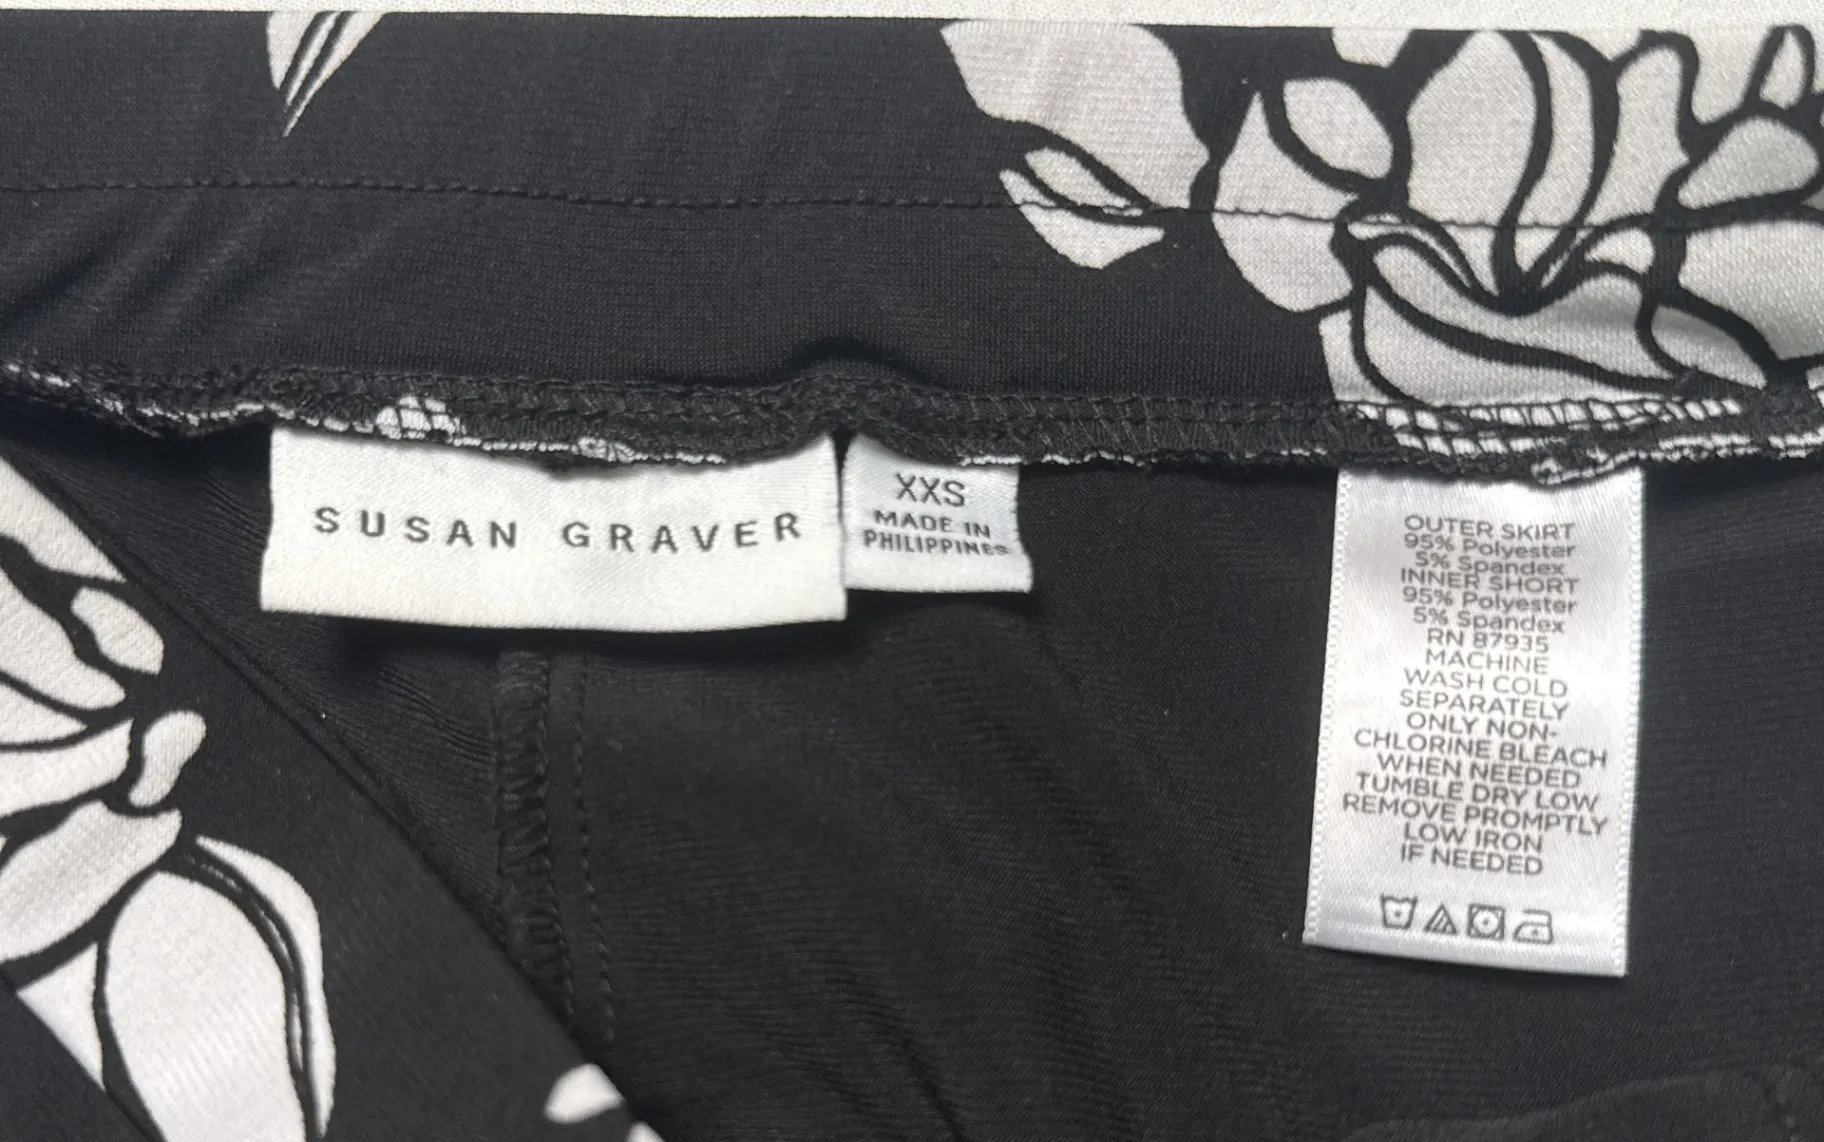 SUSAN GRAVER
XXS
MADE IN
PHILIPPINES
OUTER SKIRT
95% Polyester
5% Spandex
INNER SHORT
95% Polyester
5% Spandex
RN 87935
MACHINE
WASH COLD
SEPARATELY
ONLY NON-
CHLORINE BLEACH
WHEN NEEDED
TUMBLE DRY LOW
REMOVE PROMPTLY
LOW IRON
IF NEEDED